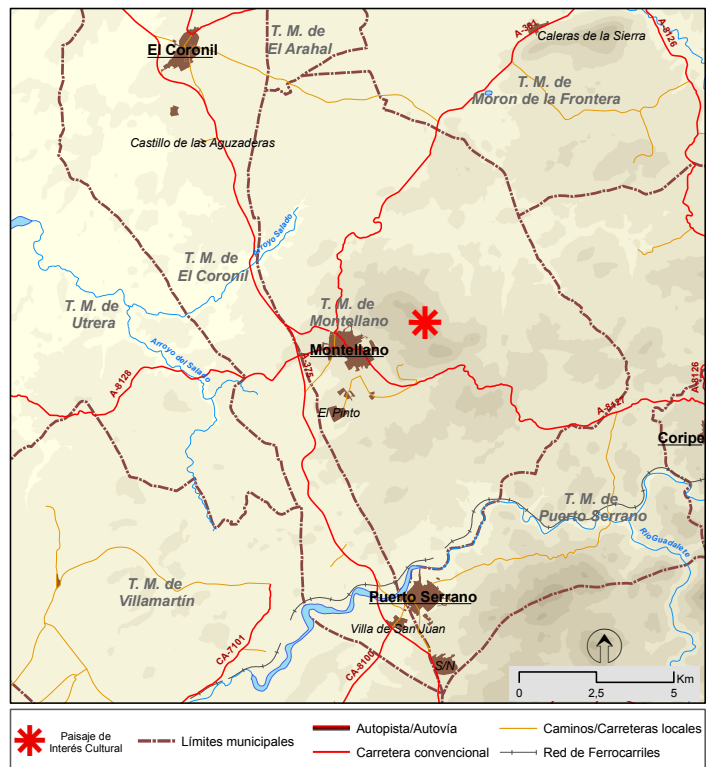 El Coronil
T. M. de
El Arahal
A-361
Caleras de la Sierra
A-8126
T. M. de
Moron de la Frontera
Castillo de las Aguzaderas
Arroyo Salado
T. M. de
El Coronil
T. M. de
Utrera
T. M. de
Montellano
Montellano
Arroyo del Salado
A-375
A-8128
A-8126
El Pinto
A-8127
Coripe
T. M. de
Puerto Serrano
Río Guadalete
T. M. de
Villamartín
Puerto Serrano
Villa de San Juan
CA-7101
CA-8100
S/N
Km
0
2,5
5
Paisaje de
Interés Cultural
Límites municipales
Autopista/Autovía
Carretera convencional
Caminos/Carreteras locales
Red de Ferrocarriles